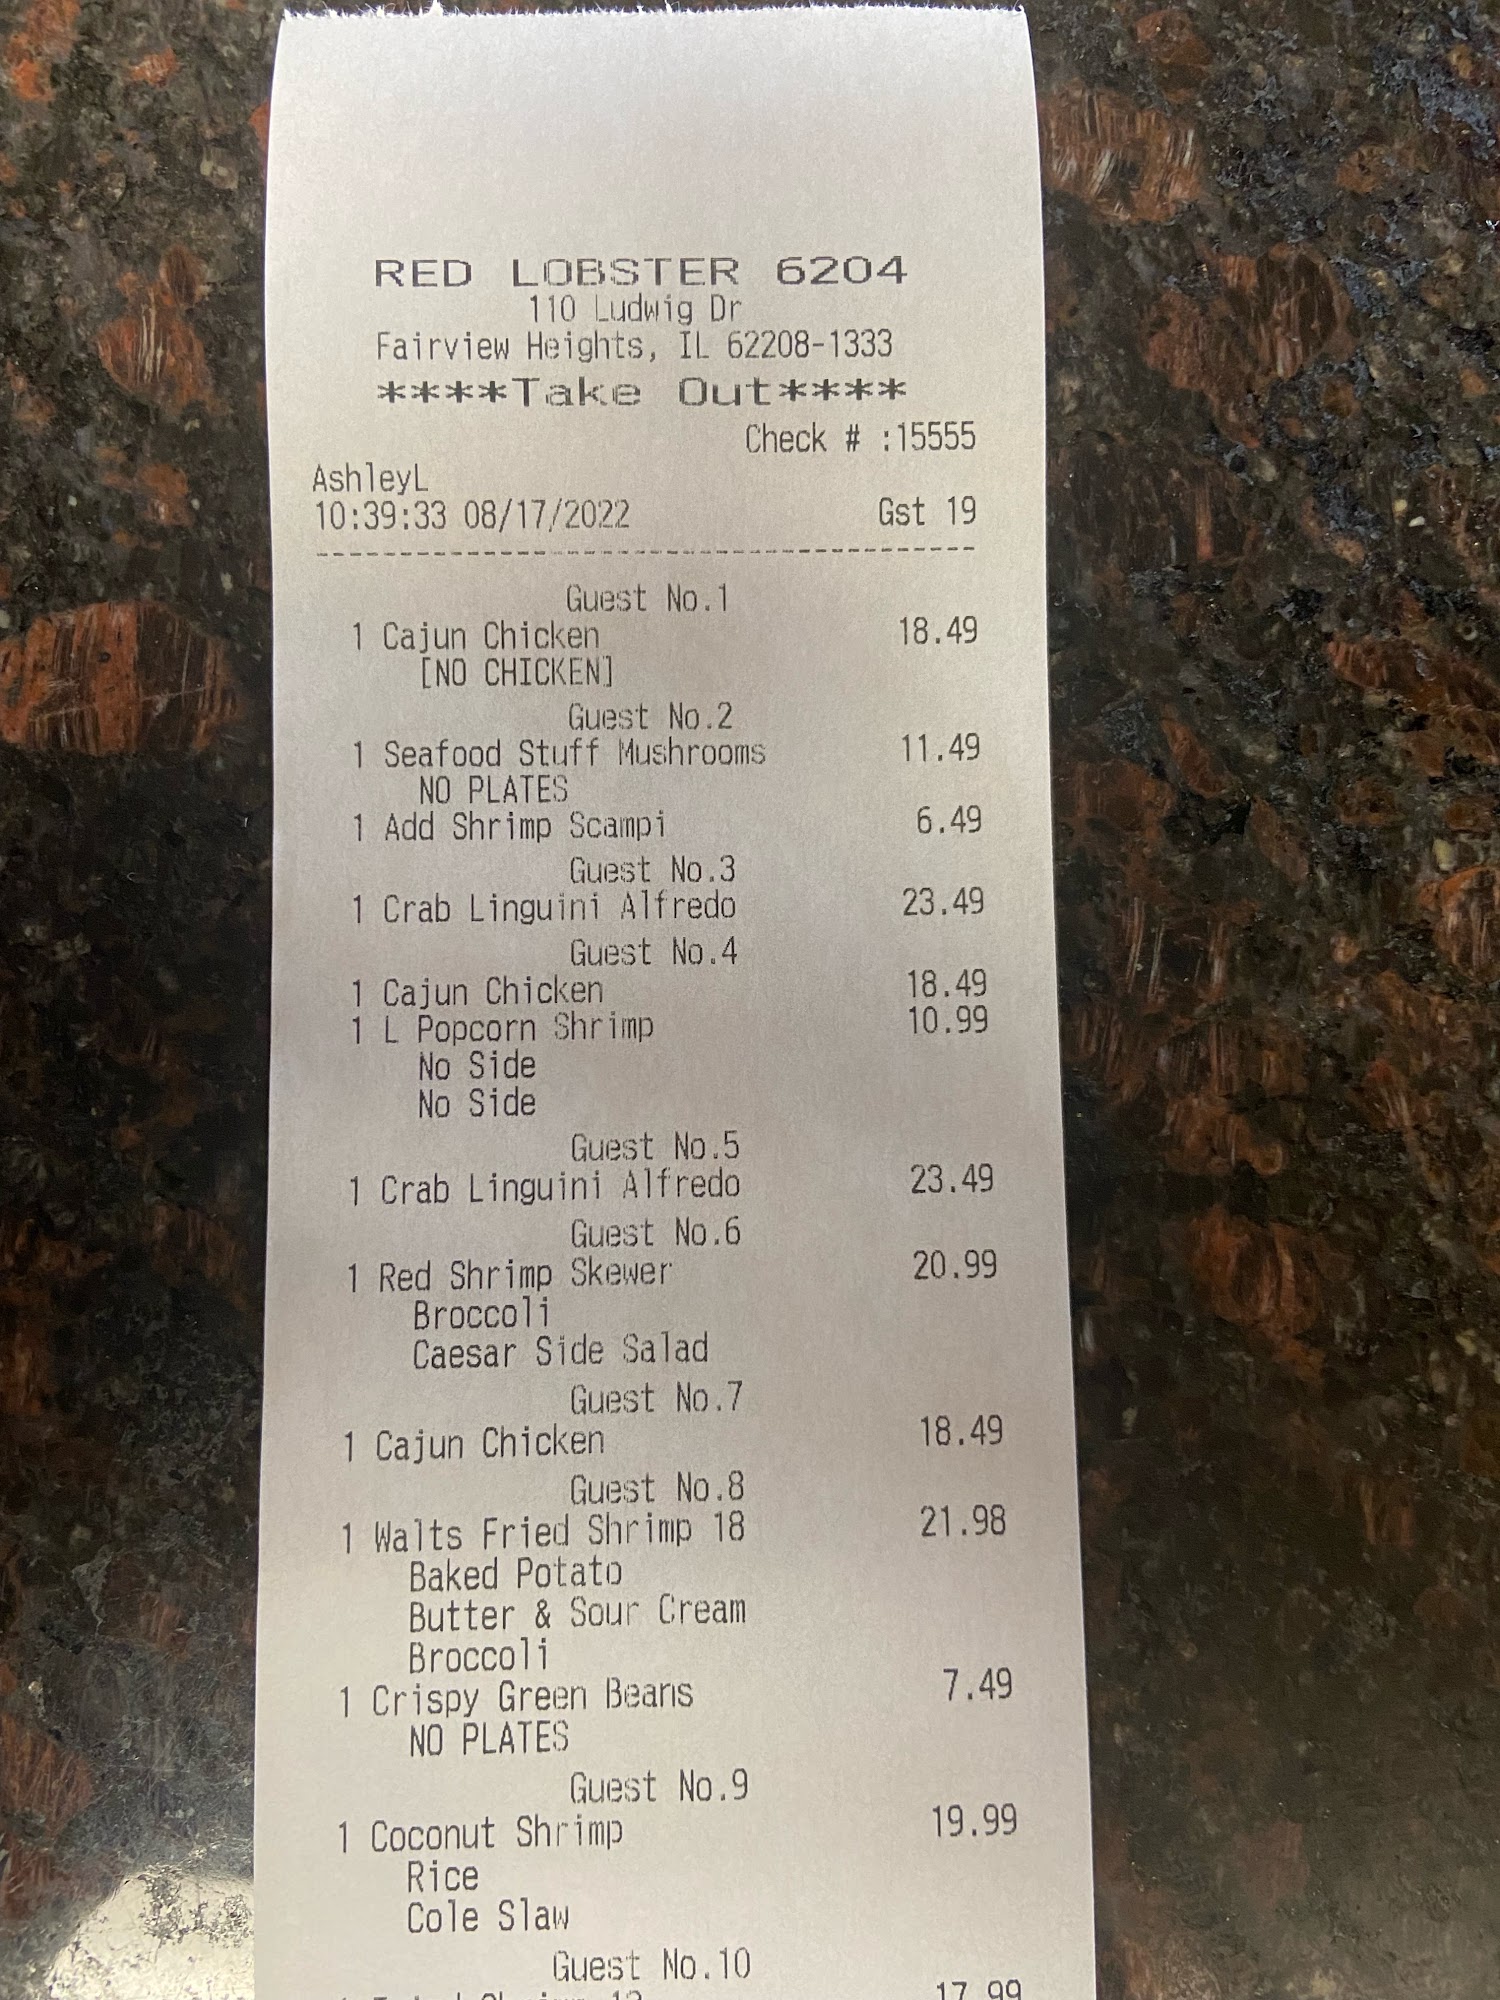 RED LOBSTER 6204
110 Ludwig Dr
Fairview Heights, IL 62208-1333
****Take Out****
Check # :15555
AshleyL
10:39:33 08/17/2022 Gst 19
Guest No.1
1 Cajun Chicken 18.49
[NO CHICKEN]
Guest No.2
1 Seafood Stuff Mushrooms 11.49
NO PLATES
1 Add Shrimp Scampi 6.49
Guest No.3
1 Crab Linguini Alfredo 23.49
Guest No.4
1 Cajun Chicken 18.49
1 L Popcorn Shrimp 10.99
No Side
No Side
Guest No.5
1 Crab Linguini Alfredo 23.49
Guest No.6
1 Red Shrimp Skewer 20.99
Broccoli
Caesar Side Salad
Guest No.7
1 Cajun Chicken 18.49
Guest No.8
1 Walts Fried Shrimp 18 21.98
Baked Potato
Butter & Sour Cream
Broccoli
1 Crispy Green Beans 7.49
NO PLATES
Guest No.9
1 Coconut Shrimp 19.99
Rice
Cole Slaw
Guest No.10
17.99